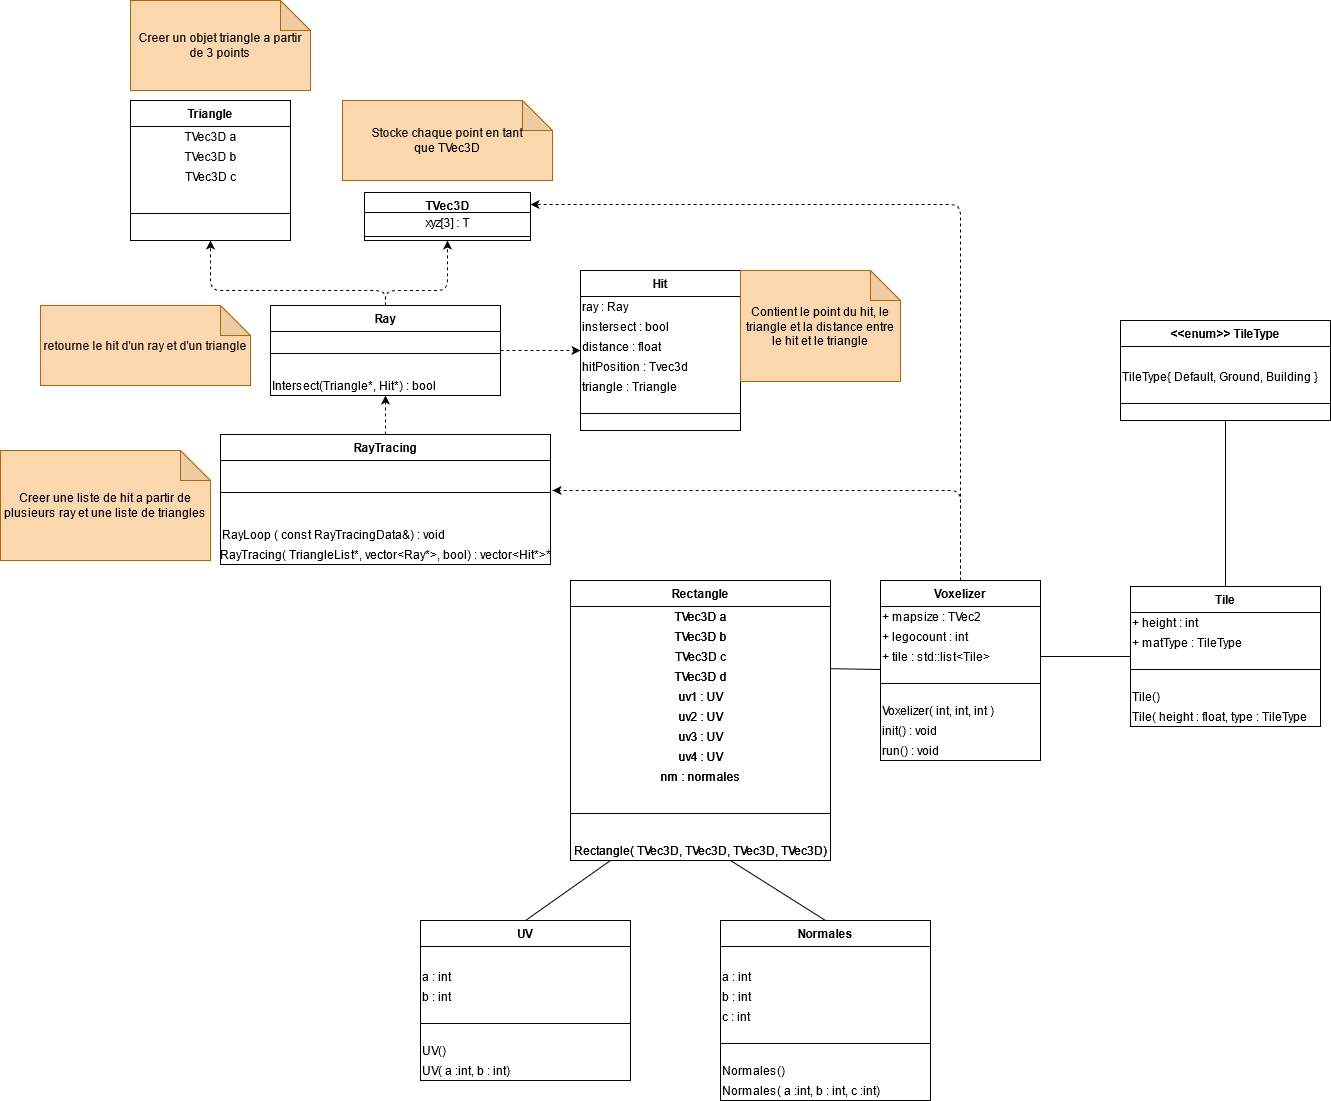 Creer un objet triangle a partir
de 3 points
Triangle
TVec3D a
TVec3D b
TVec3D c
Stocke chaque point en tant
que TVec3D
TVec3D
xyz[3] : T
retourne le hit d'un ray et d'un triangle
Ray
Intersect(Triangle*, Hit*) : bool
Hit
ray : Ray
instersect : bool
distance : float
hitPosition : Tvec3d
triangle : Triangle
Contient le point du hit, le
triangle et la distance entre
le hit et le triangle
<<enum>> TileType
TileType{ Default, Ground, Building }
Creer une liste de hit a partir de
plusieurs ray et une liste de triangles
RayTracing
RayLoop ( const RayTracingData&) : void
RayTracing( TriangleList*, vector<Ray*>, bool) : vector<Hit*>*
Rectangle
TVec3D a
TVec3D b
TVec3D c
TVec3D d
uv1 : UV
uv2 : UV
uv3 : UV
uv4 : UV
nm : normales
Rectangle( TVec3D, TVec3D, TVec3D, TVec3D)
Voxelizer
+ mapsize : TVec2
+ legocount : int
+ tile : std::list<Tile>
Voxelizer( int, int, int )
init() : void
run() : void
Tile
+ height : int
+ matType : TileType
Tile()
Tile( height : float, type : TileType
UV
a : int
b : int
UV()
UV( a :int, b : int)
Normales
a : int
b : int
c : int
Normales()
Normales( a :int, b : int, c :int)